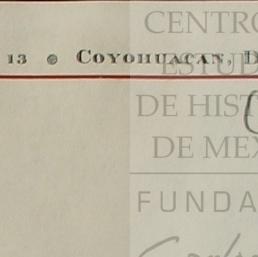 CENTRO
13 COYOHUACAN, D
ESTUD
DE HIST
DE MEX
FUNDA